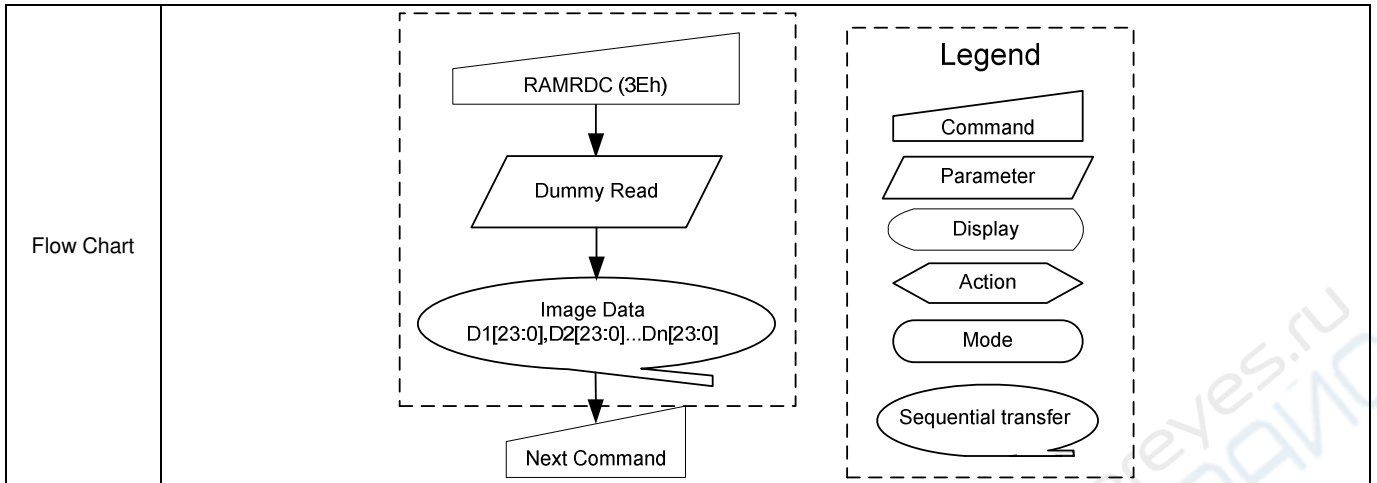 Flow Chart
RAMRDC (3Eh)
Dummy Read
Image Data
D1[23:0],D2[23:0]...Dn[23:0]
Next Command
Legend
Command
Parameter
Display
Action
Mode
Sequential transfer